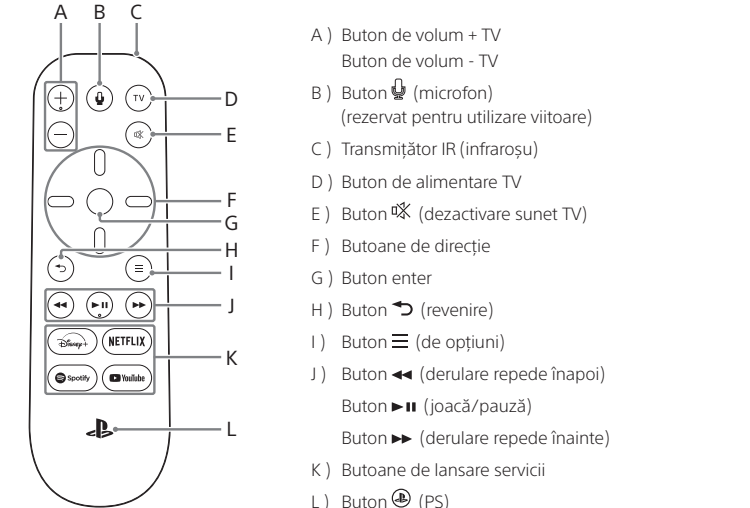 A B C
D
E
F
G
H
I
J
K
L
TV
Disney+ NETFLIX
Spotify YouTube
A ) Buton de volum + TV
Buton de volum - TV
B ) Buton (microfon)
(rezervat pentru utilizare viitoare)
C ) Transmițător IR (infraroșu)
D ) Buton de alimentare TV
E ) Buton (dezactivare sunet TV)
F ) Butoane de direcție
G ) Buton enter
H ) Buton (revenire)
I ) Buton (de opțiuni)
J ) Buton (derulare repede înapoi)
Buton (joacă/pauză)
Buton (derulare repede înainte)
K ) Butoane de lansare servicii
L ) Buton (PS)